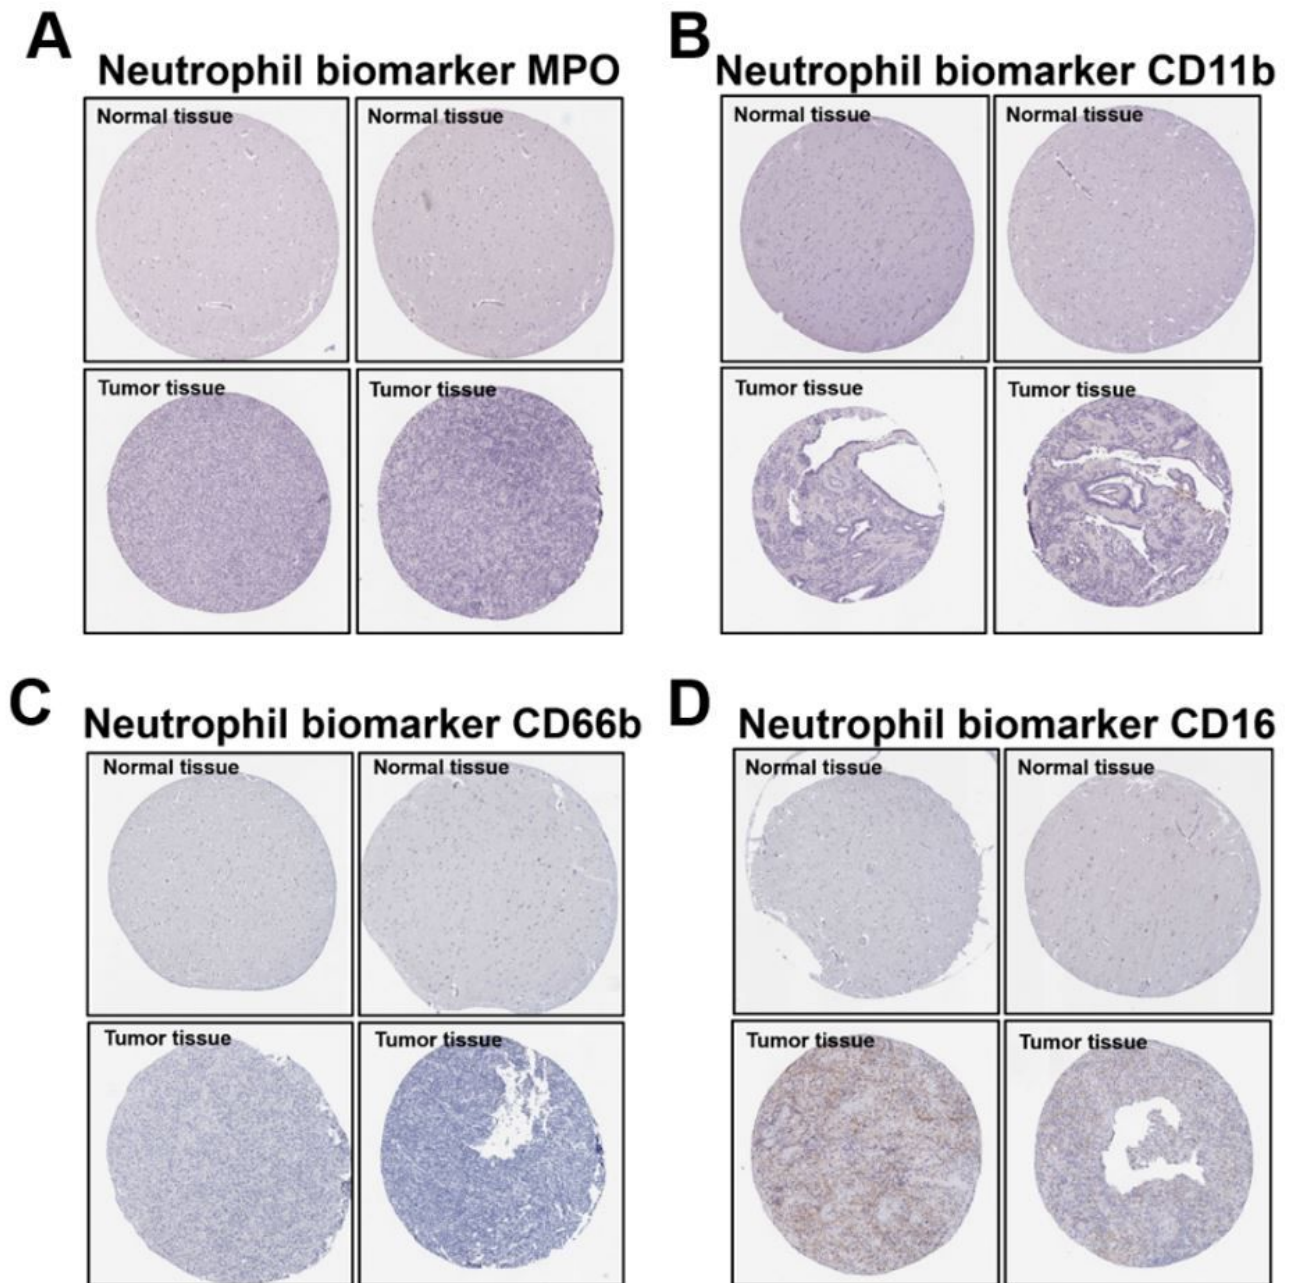 A
Neutrophil biomarker MPO
Normal tissue
Normal tissue
Tumor tissue
Tumor tissue
B
Neutrophil biomarker CD11b
Normal tissue
Normal tissue
Tumor tissue
Tumor tissue
C
Neutrophil biomarker CD66b
Normal tissue
Normal tissue
Tumor tissue
Tumor tissue
D
Neutrophil biomarker CD16
Normal tissue
Normal tissue
Tumor tissue
Tumor tissue